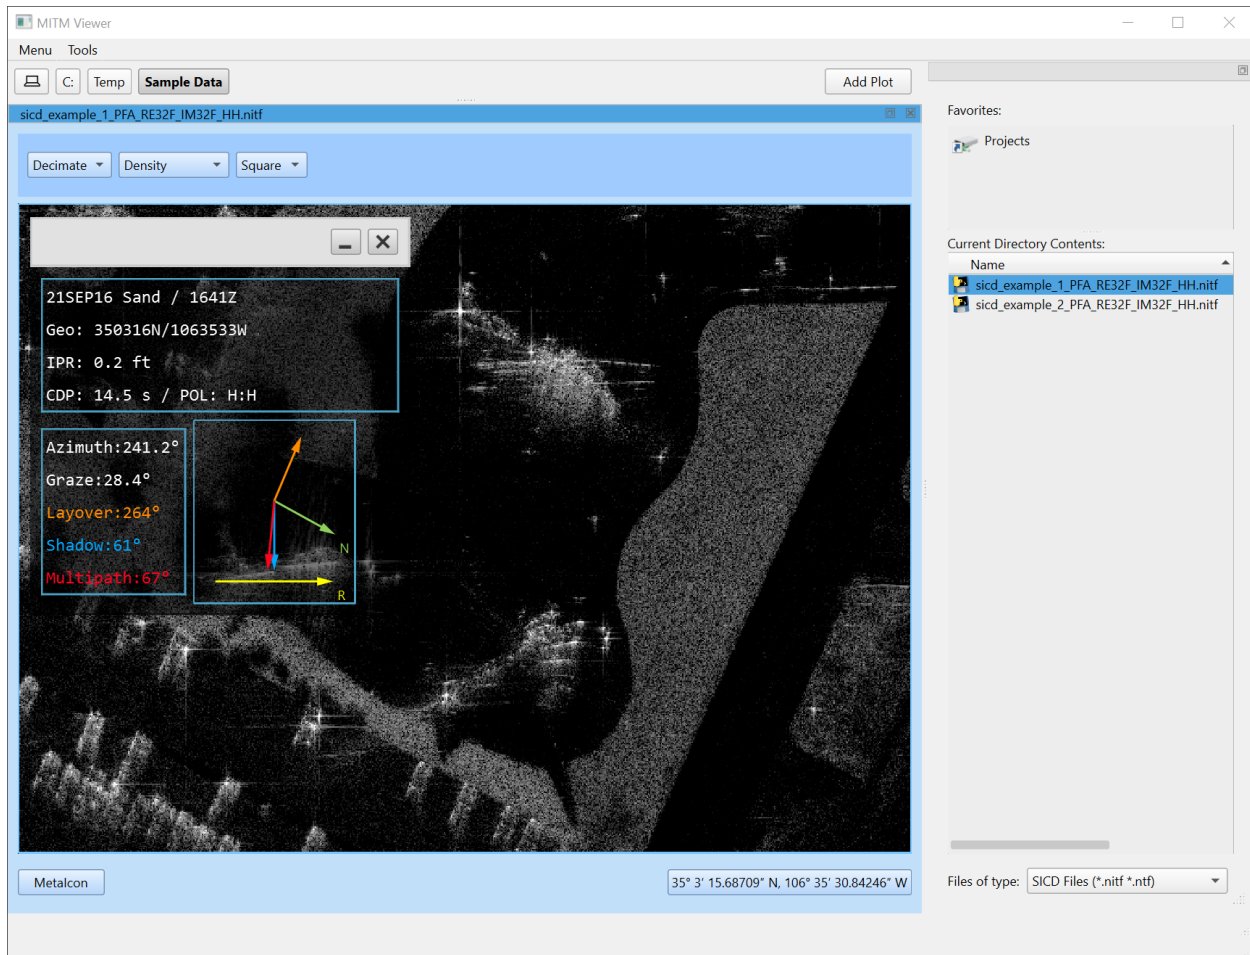 MITM Viewer
Menu Tools
C: Temp Sample Data Add Plot
sicd_example_1_PFA_RE32F_IM32F_HH.nitf
Decimate Density Square
21SEP16 Sand / 1641Z
Geo: 350316N/1063533W
IPR: 0.2 ft
CDP: 14.5 s / POL: H:H
Azimuth:241.2°
Graze:28.4°
Layover:264°
Shadow:61°
Multipath:67°
N
R
Metalcon 35° 3' 15.68709" N, 106° 35' 30.84246" W
Favorites:
Projects
Current Directory Contents:
Name
sicd_example_1_PFA_RE32F_IM32F_HH.nitf
sicd_example_2_PFA_RE32F_IM32F_HH.nitf
Files of type: SICD Files (*.nitf *.ntf)